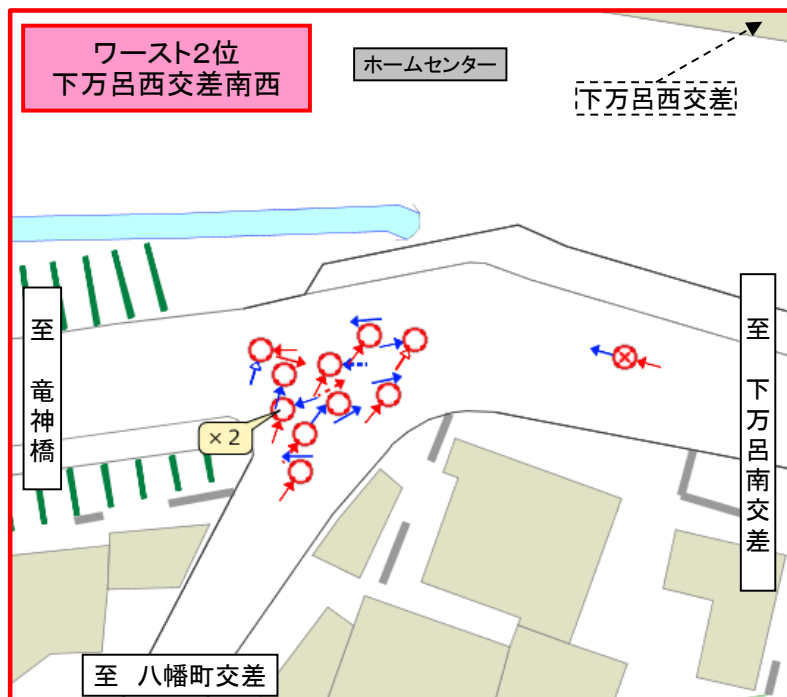 ワースト2位
下万呂西交差南西
ホームセンター
下万呂西交差
至 竜神橋
至 下万呂南交差
×2
至 八幡町交差